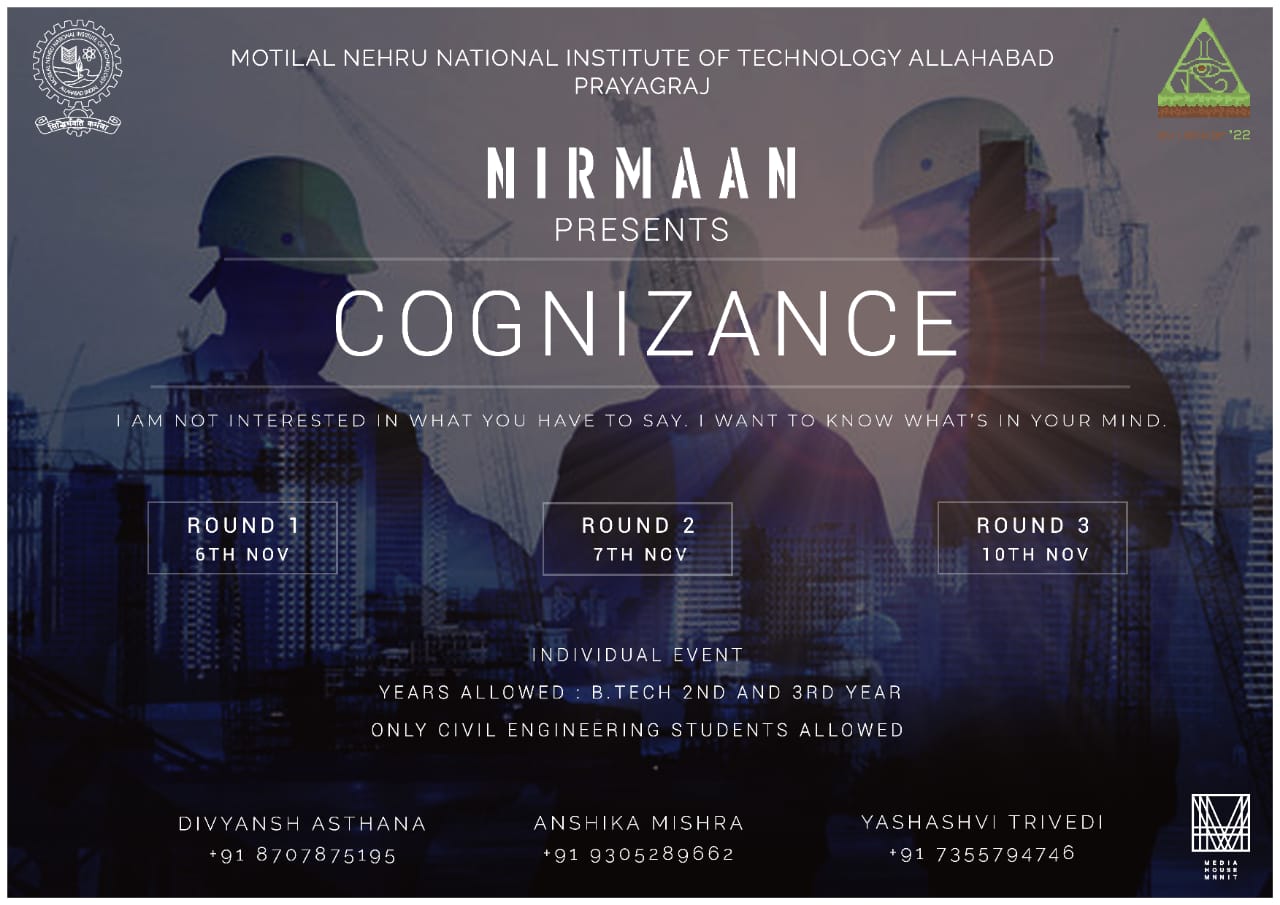 MOTILAL NEHRU NATIONAL INSTITUTE OF TECHNOLOGY ALLAHABAD
PRAYAGRAJ
'22
NIRMAAN
PRESENTS
COGNIZANCE
I AM NOT INTERESTED IN WHAT YOU HAVE TO SAY. I WANT TO KNOW WHAT'S IN YOUR MIND.
ROUND 1
6TH NOV
ROUND 2
7TH NOV
ROUND 3
10TH NOV
INDIVIDUAL EVENT
YEARS ALLOWED : B.TECH 2ND AND 3RD YEAR
ONLY CIVIL ENGINEERING STUDENTS ALLOWED
DIVYANSH ASTHANA
+91 8707875195
ANSHIKA MISHRA
+91 9305289662
YASHASHVI TRIVEDI
+91 7355794746
MEDIA
HOUSE
MNNIT